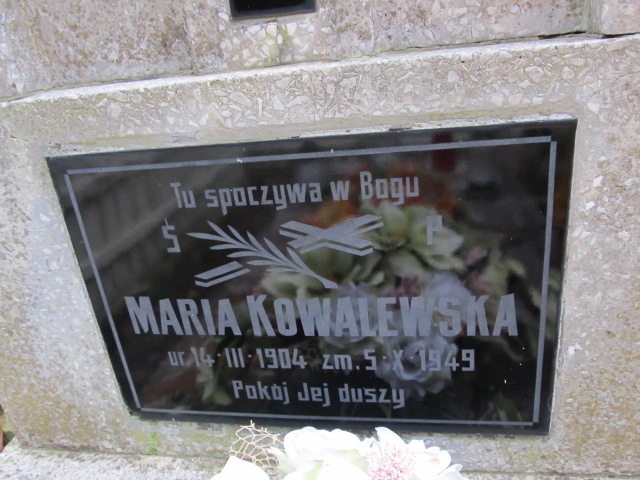 Tu spoczywa w Bogu
Ś P
MARIA KOWALEWSKA
ur. 14·III·1904 zm. 5·X·1949
Pokój Jej duszy